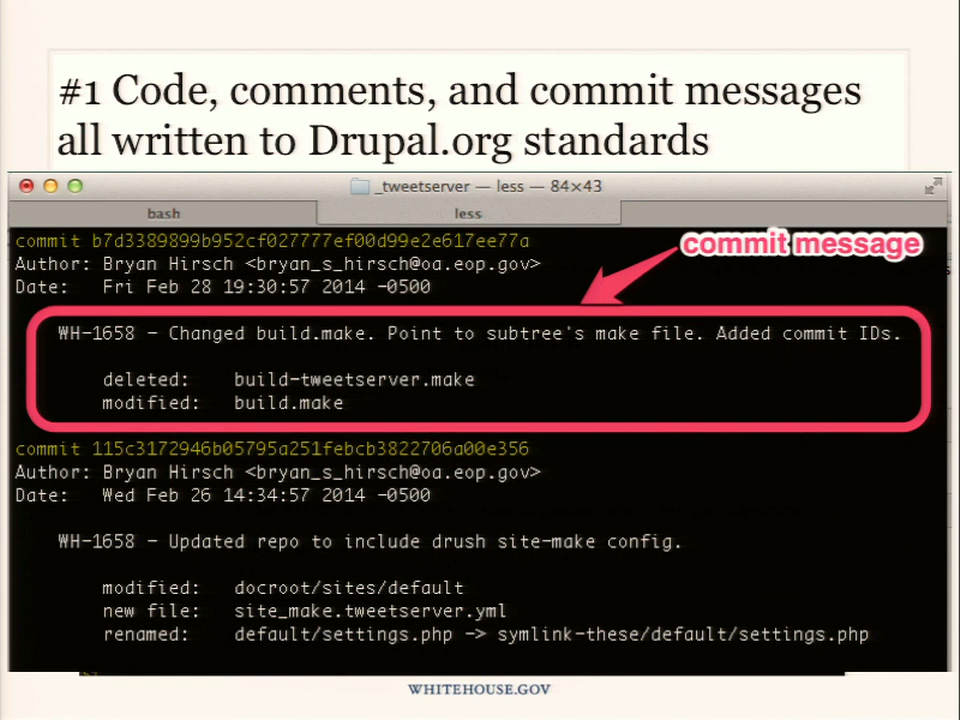 #1 Code, comments, and commit messages
all written to Drupal.org standards
_tweetserver — less — 84×43
bash
less
commit b7d3389899b952cf027777ef00d99e2e617ee77a
commit message
Author: Bryan Hirsch <bryan_s_hirsch@oa.eop.gov>
Date:   Fri Feb 28 19:30:57 2014 -0500
WH-1658 - Changed build.make. Point to subtree's make file. Added commit IDs.
deleted:    build-tweetserver.make
modified:   build.make
commit 115c3172946b05795a251febcb3822706a00e356
Author: Bryan Hirsch <bryan_s_hirsch@oa.eop.gov>
Date:   Wed Feb 26 14:34:57 2014 -0500
WH-1658 - Updated repo to include drush site-make config.
modified:   docroot/sites/default
new file:   site_make.tweetserver.yml
renamed:    default/settings.php -> symlink-these/default/settings.php
WHITEHOUSE.GOV